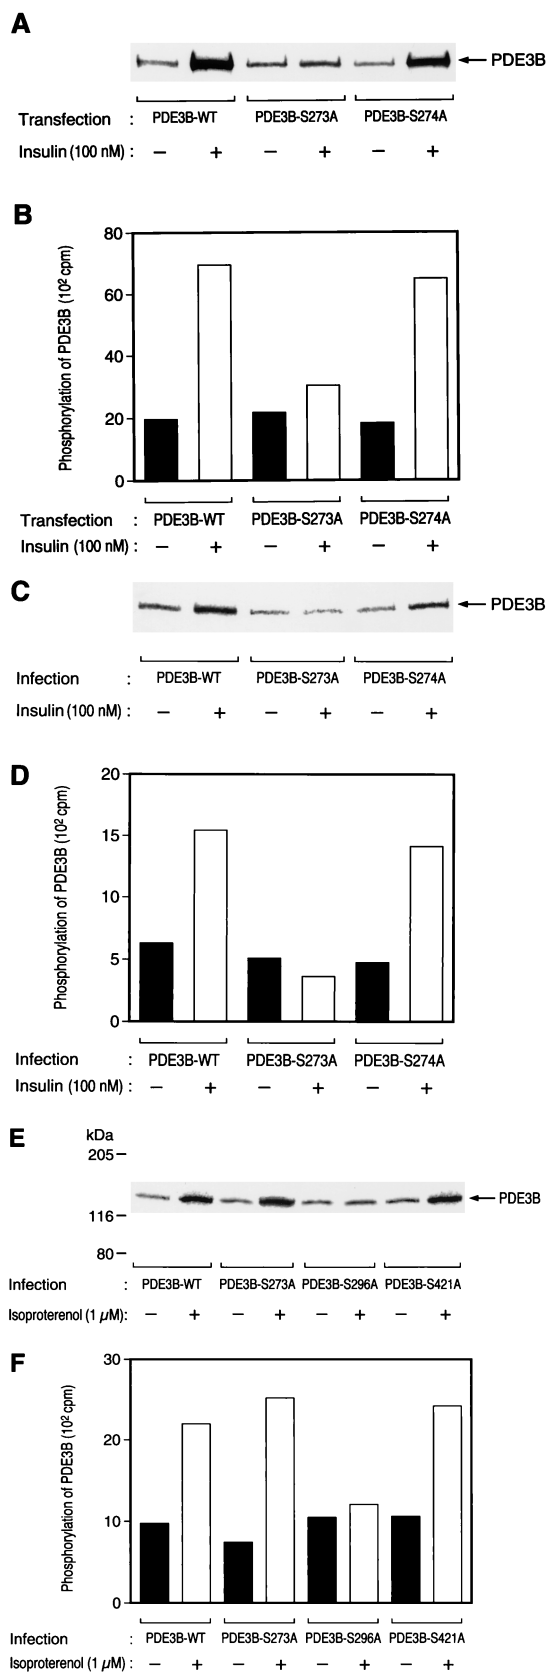 A
PDE3B
PDE3B-WT PDE3B-S273A PDE3B-S274A
Transfection :
Insulin (100 nM) : − + − + − +
B
Phosphorylation of PDE3B (10² cpm)
80
60
40
20
0
Transfection : PDE3B-WT PDE3B-S273A PDE3B-S274A
Insulin (100 nM) : − + − + − +
C
PDE3B
Infection : PDE3B-WT PDE3B-S273A PDE3B-S274A
Insulin (100 nM) : − + − + − +
D
Phosphorylation of PDE3B (10² cpm)
20
15
10
5
0
Infection : PDE3B-WT PDE3B-S273A PDE3B-S274A
Insulin (100 nM) : − + − + − +
E
kDa
205
PDE3B
116
80
Infection : PDE3B-WT PDE3B-S273A PDE3B-S296A PDE3B-S421A
Isoproterenol (1 µM): − + − + − + − +
F
Phosphorylation of PDE3B (10² cpm)
30
20
10
0
Infection : PDE3B-WT PDE3B-S273A PDE3B-S296A PDE3B-S421A
Isoproterenol (1 µM) : − + − + − + − +